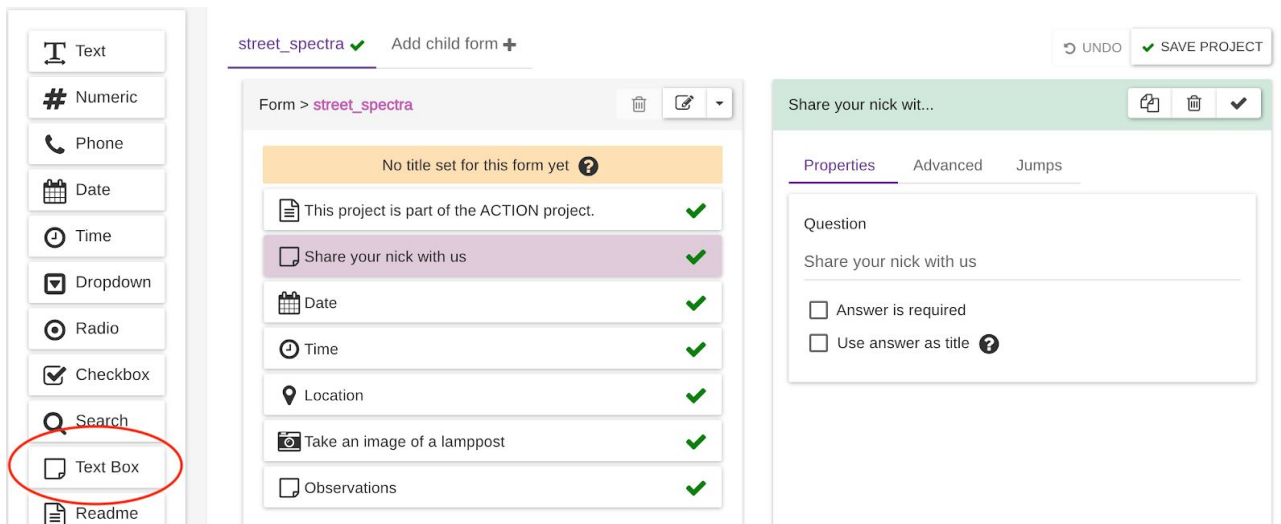 Text
Numeric
Phone
Date
Time
Dropdown
Radio
Checkbox
Search
Text Box
Readme
street_spectra
Add child form
UNDO
SAVE PROJECT
Form > street_spectra
No title set for this form yet ?
This project is part of the ACTION project.
Share your nick with us
Date
Time
Location
Take an image of a lamppost
Observations
Share your nick wit...
Properties Advanced Jumps
Question
Share your nick with us
Answer is required
Use answer as title ?